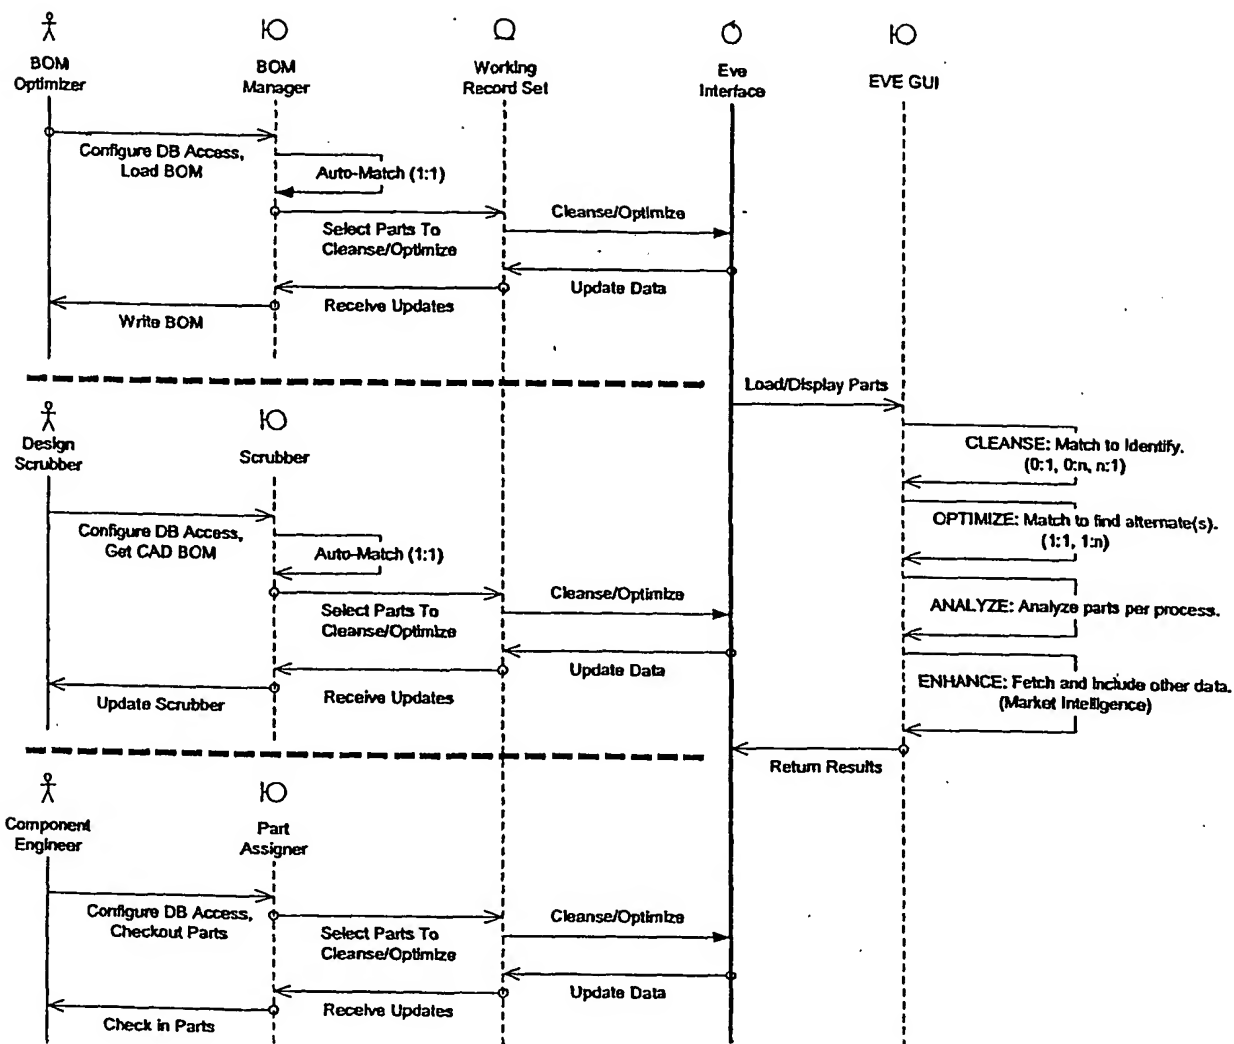 BOM
Optimizer
BOM
Manager
Working
Record Set
Eve
Interface
EVE GUI
Configure DB Access,
Load BOM
Auto-Match (1:1)
Select Parts To
Cleanse/Optimize
Cleanse/Optimize
Update Data
Receive Updates
Write BOM
Load/Display Parts
CLEANSE: Match to Identify.
(0:1, 0:n, n:1)
OPTIMIZE: Match to find alternate(s).
(1:1, 1:n)
ANALYZE: Analyze parts per process.
ENHANCE: Fetch and Include other data.
(Market Intelligence)
Return Results
Design
Scrubber
Scrubber
Configure DB Access,
Get CAD BOM
Auto-Match (1:1)
Select Parts To
Cleanse/Optimize
Cleanse/Optimize
Update Data
Receive Updates
Update Scrubber
Component
Engineer
Part
Assigner
Configure DB Access,
Checkout Parts
Select Parts To
Cleanse/Optimize
Cleanse/Optimize
Update Data
Receive Updates
Check in Parts